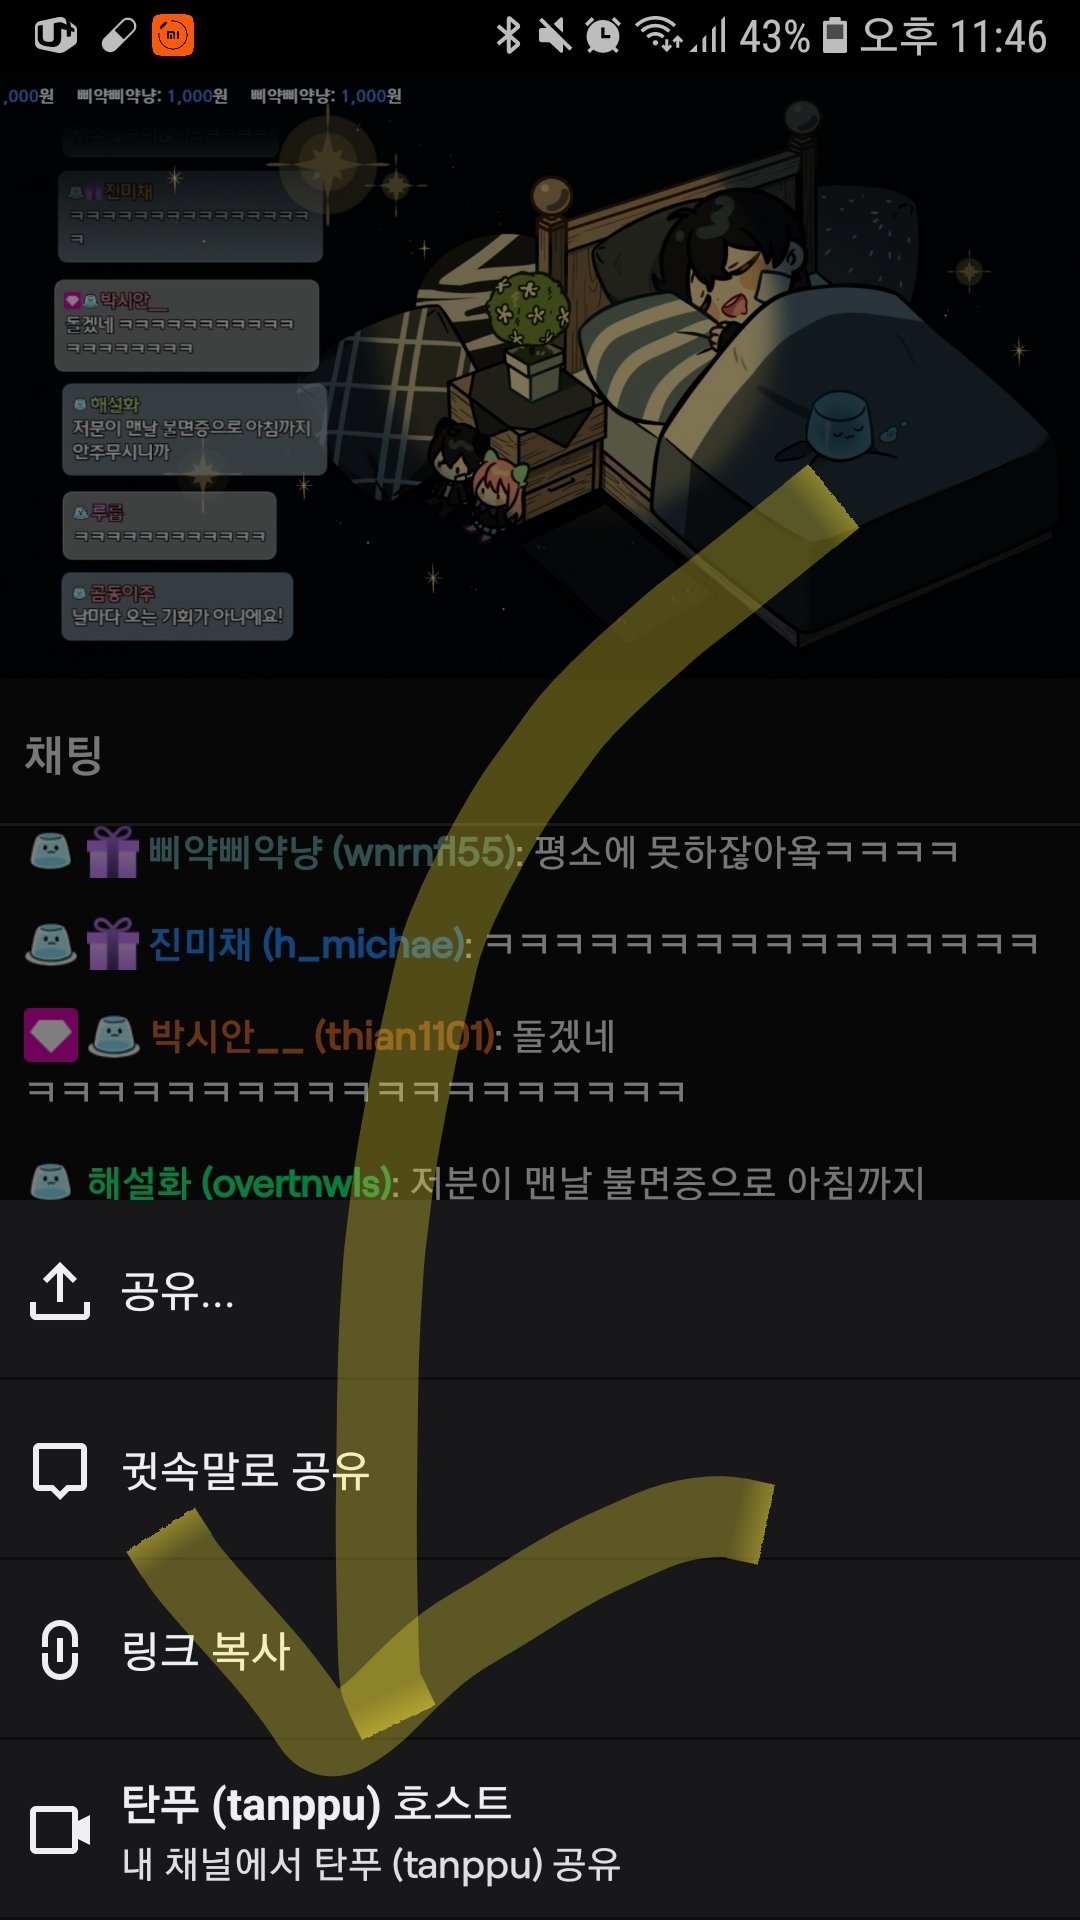 43% 오후 11:46
,000원 삐약삐약냥: 1,000원 삐약삐약냥: 1,000원
진미채
ㅋㅋㅋㅋㅋㅋㅋㅋㅋㅋㅋㅋㅋㅋㅋ
ㅋ
박시안__
돌겠네 ㅋㅋㅋㅋㅋㅋㅋㅋㅋㅋㅋ
ㅋㅋㅋㅋㅋㅋㅋㅋ
해설화
저분이 맨날 불면증으로 아침까지
안주무시니까
루룸
ㅋㅋㅋㅋㅋㅋㅋㅋㅋㅋㅋㅋ
곰동이주
날마다 오는 기회가 아니에요!
채팅
삐약삐약냥 (wnrnfl55): 평소에 못하잖아욬ㅋㅋㅋㅋ
진미채 (h_michae): ㅋㅋㅋㅋㅋㅋㅋㅋㅋㅋㅋㅋㅋㅋㅋㅋ
박시안__ (thian1101): 돌겠네
ㅋㅋㅋㅋㅋㅋㅋㅋㅋㅋㅋㅋㅋㅋㅋㅋㅋㅋㅋ
해설화 (overtnwls): 저분이 맨날 불면증으로 아침까지
공유...
귓속말로 공유
링크 복사
탄푸 (tanppu) 호스트
내 채널에서 탄푸 (tanppu) 공유